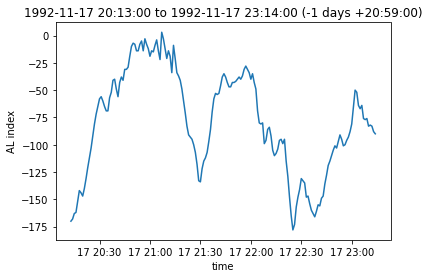 1992-11-17 20:13:00 to 1992-11-17 23:14:00 (-1 days +20:59:00)
0
−25
−50
−75
−100
−125
−150
−175
AL index
17 20:30 17 21:00 17 21:30 17 22:00 17 22:30 17 23:00
time